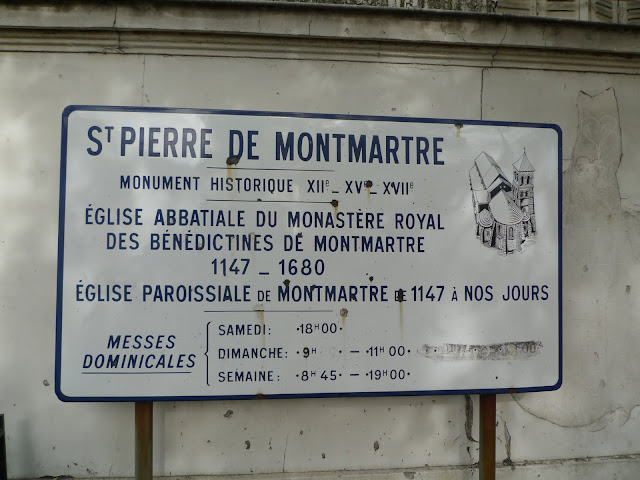 ST PIERRE DE MONTMARTRE
MONUMENT HISTORIQUE XIIᵉ - XVᵉ - XVIIᵉ
ÉGLISE ABBATIALE DU MONASTÈRE ROYAL
DES BÉNÉDICTINES DE MONTMARTRE
1147 - 1680
ÉGLISE PAROISSIALE DE MONTMARTRE DE 1147 À NOS JOURS
MESSES DOMINICALES
SAMEDI: ·18H00·
DIMANCHE: ·9H - 11H00·
SEMAINE: ·8H45· - ·19H00·